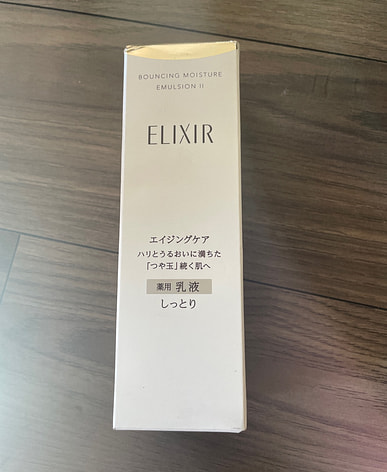 BOUNCING MOISTURE
EMULSION II
ELIXIR
エイジングケア
ハリとうるおいに満ちた
「つや玉」続く肌へ
薬用 乳液
しっとり